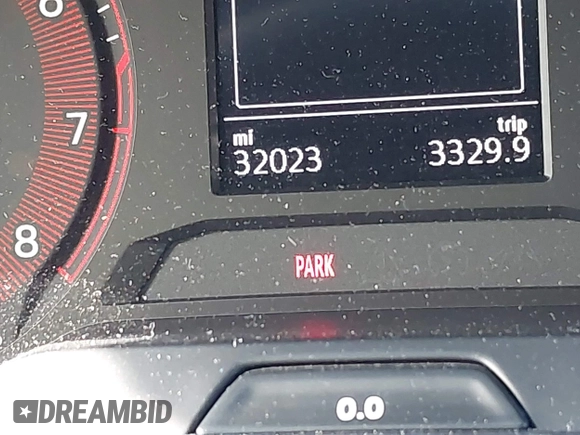 6
7
8
mi trip
32023 3329.9
PARK
0.0
DREAMBID